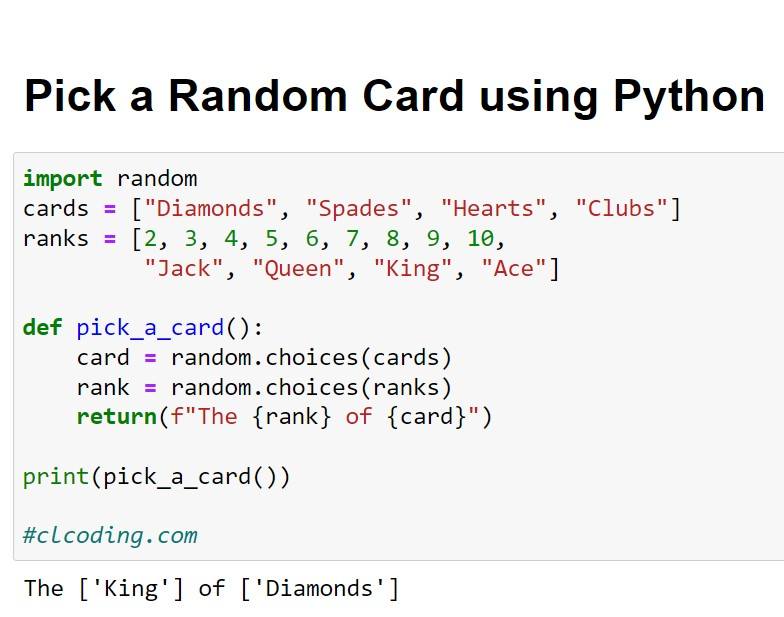 Pick a Random Card using Python
import random
cards = ["Diamonds", "Spades", "Hearts", "Clubs"]
ranks = [2, 3, 4, 5, 6, 7, 8, 9, 10,
         "Jack", "Queen", "King", "Ace"]
def pick_a_card():
    card = random.choices(cards)
    rank = random.choices(ranks)
    return(f"The {rank} of {card}")
print(pick_a_card())
#clcoding.com
The ['King'] of ['Diamonds']